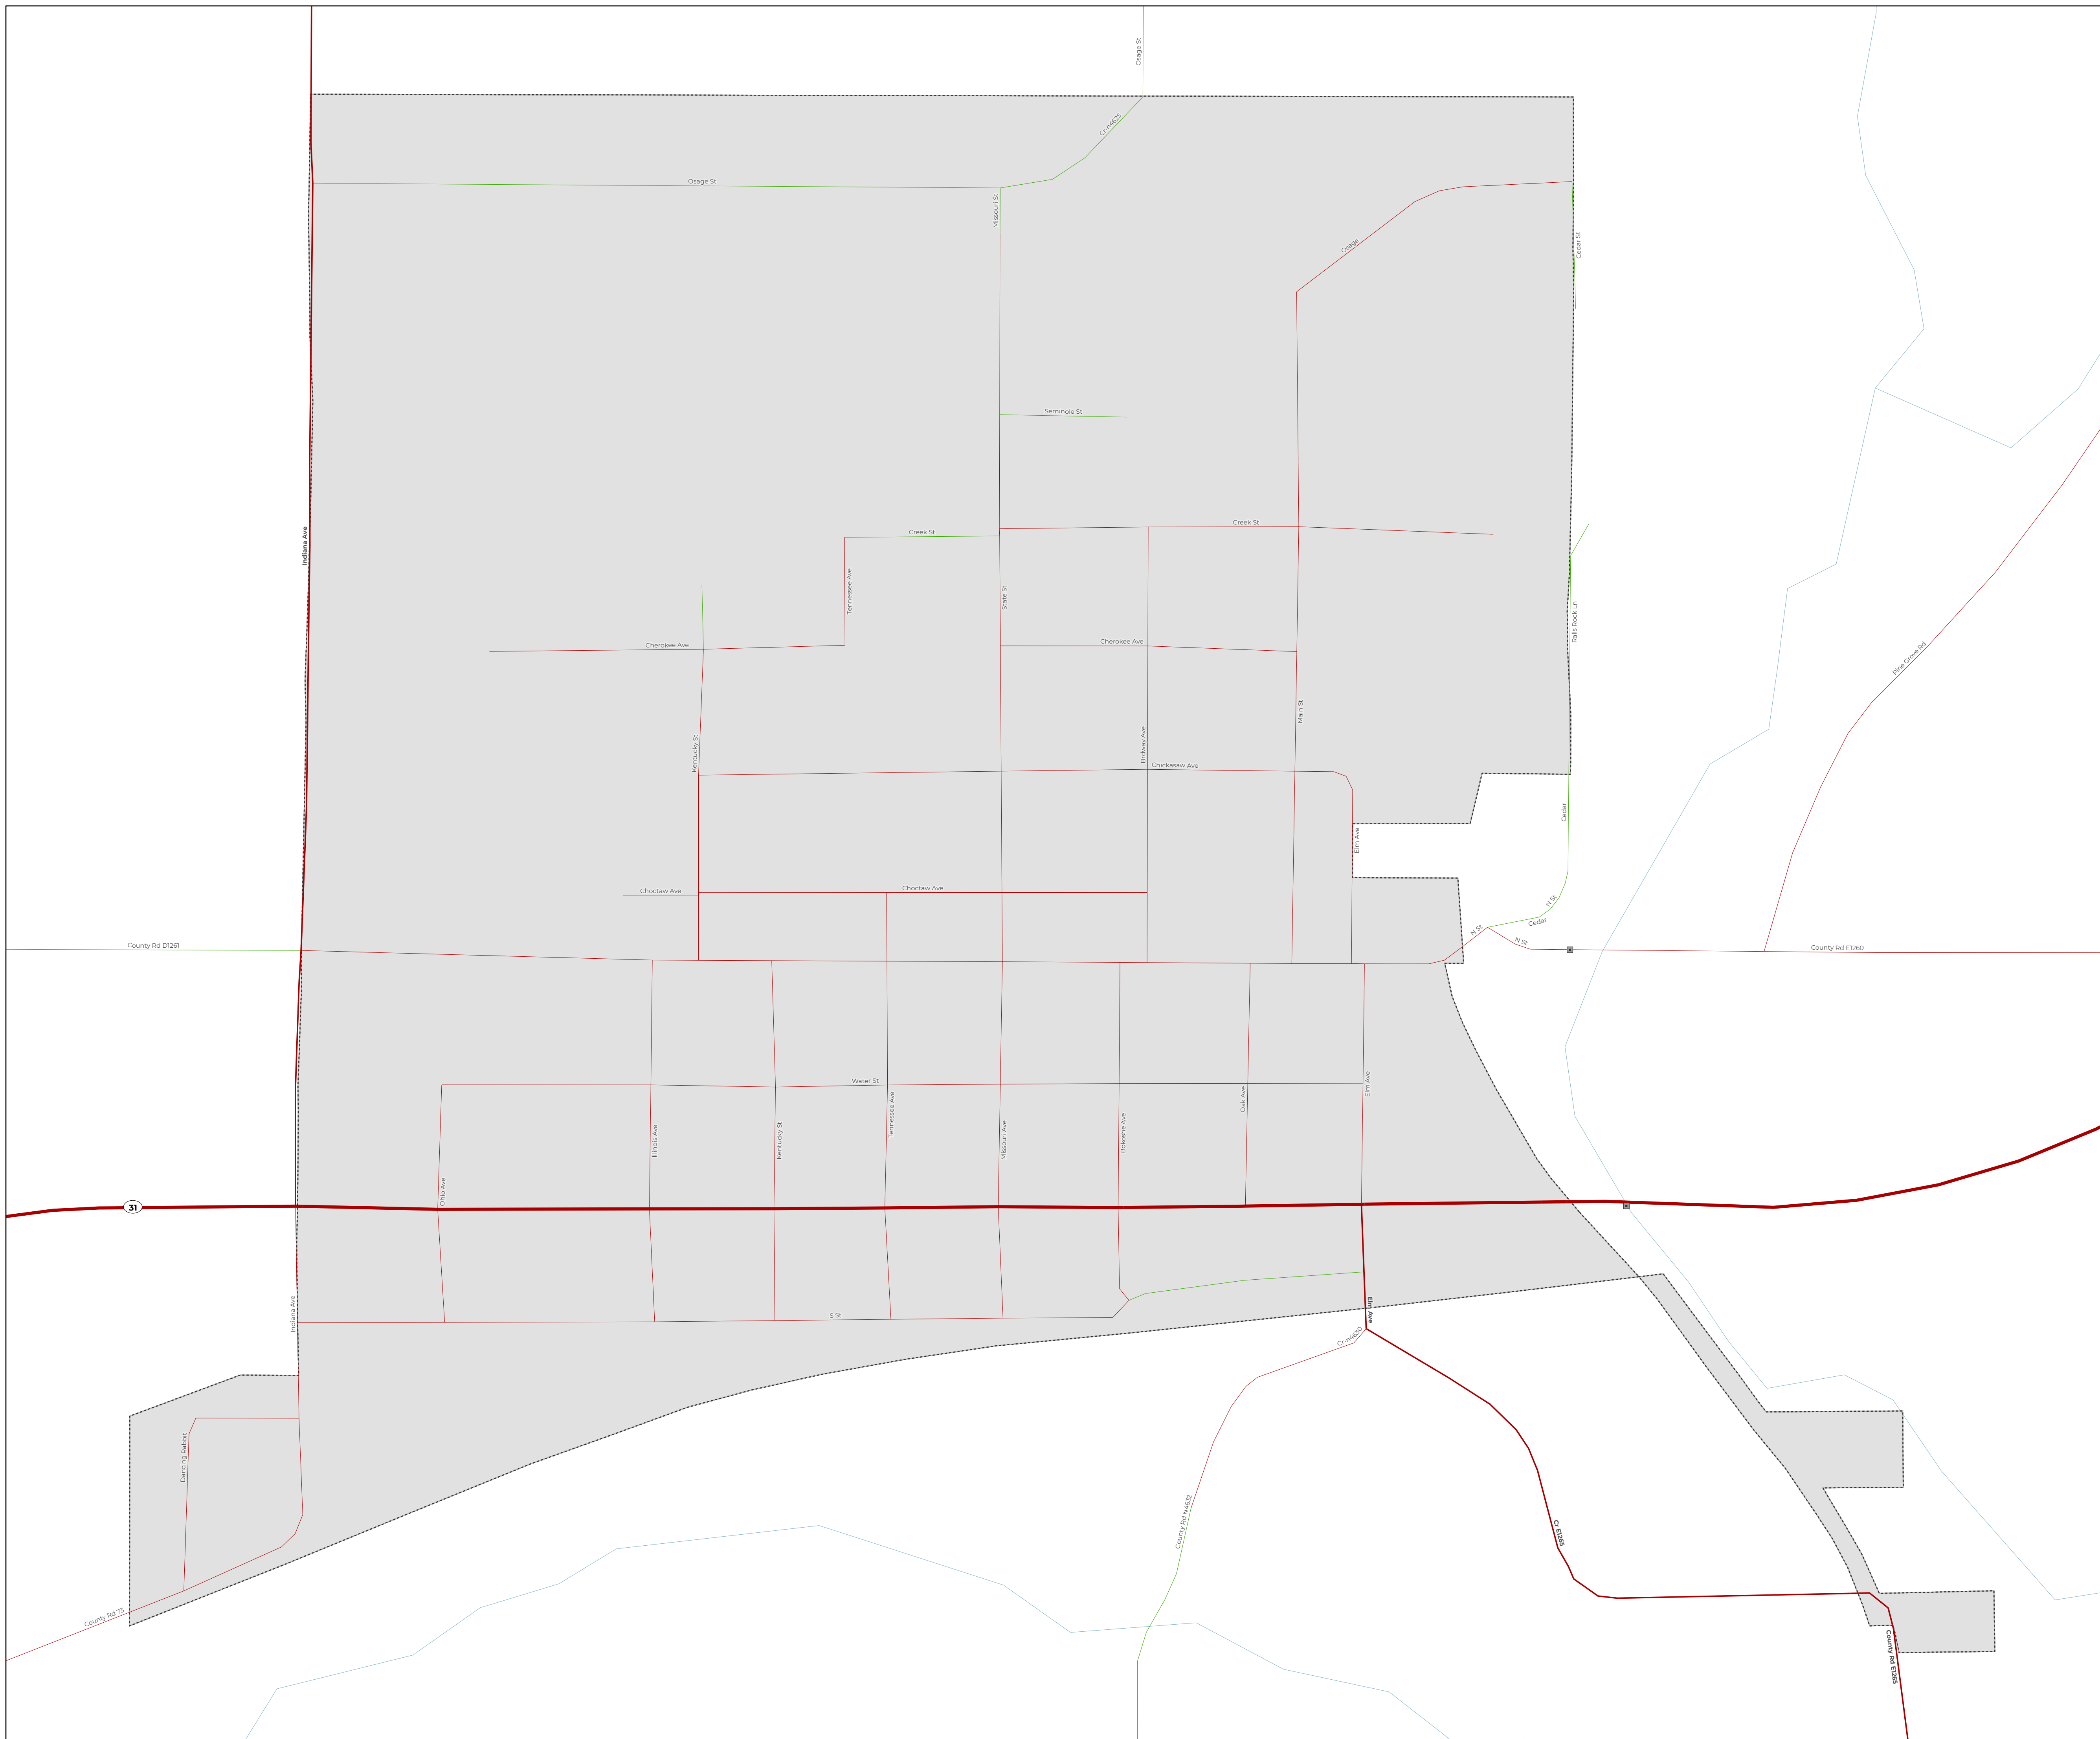 Osage St
Cr-n4625
Osage St
Missouri St
Osage
Cedar St
Seminole St
Indiana Ave
Creek St
Creek St
Tennessee Ave
State St
Ralls Rock Ln
Cherokee Ave
Cherokee Ave
Pine Grove Rd
Main St
Kentucky St
Brdway Ave
Chickasaw Ave
Cedar
Elm Ave
Choctaw Ave
Choctaw Ave
N St
Cedar
N St
N St
County Rd D1261
County Rd E1260
Water St
Elm Ave
Oak Ave
Tennessee Ave
Illinois Ave
Kentucky St
Missouri Ave
Bokoshe Ave
Ohio Ave
31
Indiana Ave
S St
Elm Ave
Cr-n4630
Dancing Rabbit
County Rd N4632
Cr E1265
County Rd 73
County Rd E1265